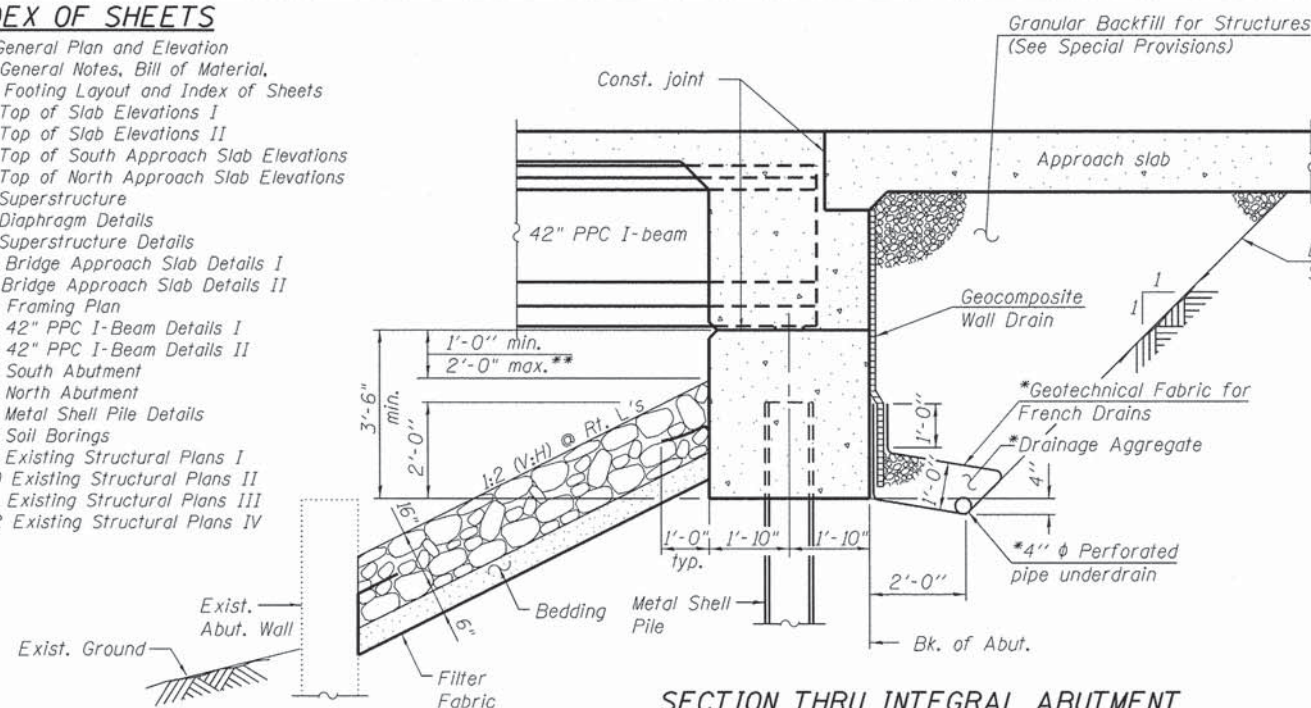 DEX OF SHEETS
General Plan and Elevation
General Notes, Bill of Material,
Footing Layout and Index of Sheets
Top of Slab Elevations I
Top of Slab Elevations II
Top of South Approach Slab Elevations
Top of North Approach Slab Elevations
Superstructure
Diaphragm Details
Superstructure Details
Bridge Approach Slab Details I
Bridge Approach Slab Details II
Framing Plan
42" PPC I-Beam Details I
42" PPC I-Beam Details II
South Abutment
North Abutment
Metal Shell Pile Details
Soil Borings
Existing Structural Plans I
Existing Structural Plans II
Existing Structural Plans III
Existing Structural Plans IV
Granular Backfill for Structures
(See Special Provisions)
Const. joint
Approach slab
42" PPC I-beam
Geocomposite
Wall Drain
1
1
1'-0" min.
2'-0" max.**
3'-6"
min.
2'-0"
1:2 (V:H) @ Rt. L's
*Geotechnical Fabric for
French Drains
1'-0"
*Drainage Aggregate
1'-0"
4"
16"
6"
1'-0"
typ.
1'-10"
1'-10"
*4" ϕ Perforated
pipe underdrain
2'-0"
Bedding
Metal Shell
Pile
Exist.
Abut. Wall
Bk. of Abut.
Exist. Ground
Filter
Fabric
SECTION THRU INTEGRAL ABUTMENT